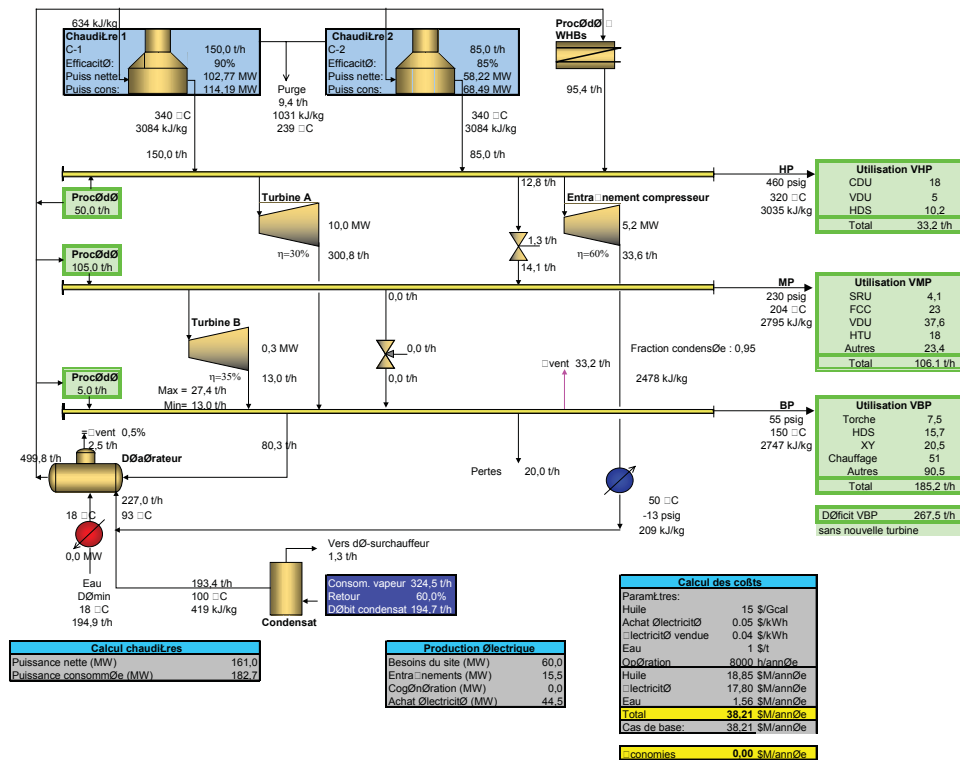 634 kJ/kg
ChaudiŁre 1
C-1 150,0 t/h
EfficacitØ: 90%
Puiss nette: 102,77 MW
Puiss cons: 114,19 MW
Purge
9,4 t/h
1031 kJ/kg
239 □C
ChaudiŁre 2
C-2 85,0 t/h
EfficacitØ: 85%
Puiss nette: 58,22 MW
Puiss cons: 68,49 MW
ProcØdØ □
WHBs
95,4 t/h
340 □C
3084 kJ/kg
150,0 t/h
340 □C
3084 kJ/kg
85,0 t/h
HP
460 psig
320 □C
3035 kJ/kg
Utilisation VHP
CDU 18
VDU 5
HDS 10,2
Total 33,2 t/h
ProcØdØ
50,0 t/h
Turbine A
10,0 MW
η=30%
300,8 t/h
12,8 t/h
1,3 t/h
14,1 t/h
Entra□nement compresseur
5,2 MW
η=60%
33,6 t/h
ProcØdØ
105,0 t/h
MP
230 psig
204 □C
2795 kJ/kg
Utilisation VMP
SRU 4,1
FCC 23
VDU 37,6
HTU 18
Autres 23,4
Total 106,1 t/h
Turbine B
0,3 MW
η=35%
13,0 t/h
Max = 27,4 t/h
Min= 13,0 t/h
0,0 t/h
0,0 t/h
0,0 t/h
Fraction condensØe : 0,95
2478 kJ/kg
□vent 33,2 t/h
ProcØdØ
5,0 t/h
BP
55 psig
150 □C
2747 kJ/kg
Utilisation VBP
Torche 7,5
HDS 15,7
XY 20,5
Chauffage 51
Autres 90,5
Total 185,2 t/h
DØficit VBP 267,5 t/h
sans nouvelle turbine
=□vent 0,5%
2,5 t/h
499,8 t/h
DØaØrateur
80,3 t/h
Pertes 20,0 t/h
227,0 t/h
93 □C
18 □C
0,0 MW
50 □C
-13 psig
209 kJ/kg
Eau
DØmin
18 □C
194,9 t/h
193,4 t/h
100 □C
419 kJ/kg
Vers dØ-surchauffeur
1,3 t/h
Condensat
Consom. vapeur 324,5 t/h
Retour 60,0%
DØbit condensat 194,7 t/h
Calcul chaudiŁres
Puissance nette (MW) 161,0
Puissance consommØe (MW) 182,7
Production Ølectrique
Besoins du site (MW) 60,0
Entra□nements (MW) 15,5
CogØnØration (MW) 0,0
Achat ØlectricitØ (MW) 44,5
Calcul des coßts
ParamŁtres:
Huile 15 $/Gcal
Achat ØlectricitØ 0.05 $/kWh
□lectricitØ vendue 0.04 $/kWh
Eau 1 $/t
OpØration 8000 h/annØe
Huile 18,85 $M/annØe
□lectricitØ 17,80 $M/annØe
Eau 1,56 $M/annØe
Total 38,21 $M/annØe
Cas de base: 38,21 $M/annØe
□conomies 0,00 $M/annØe